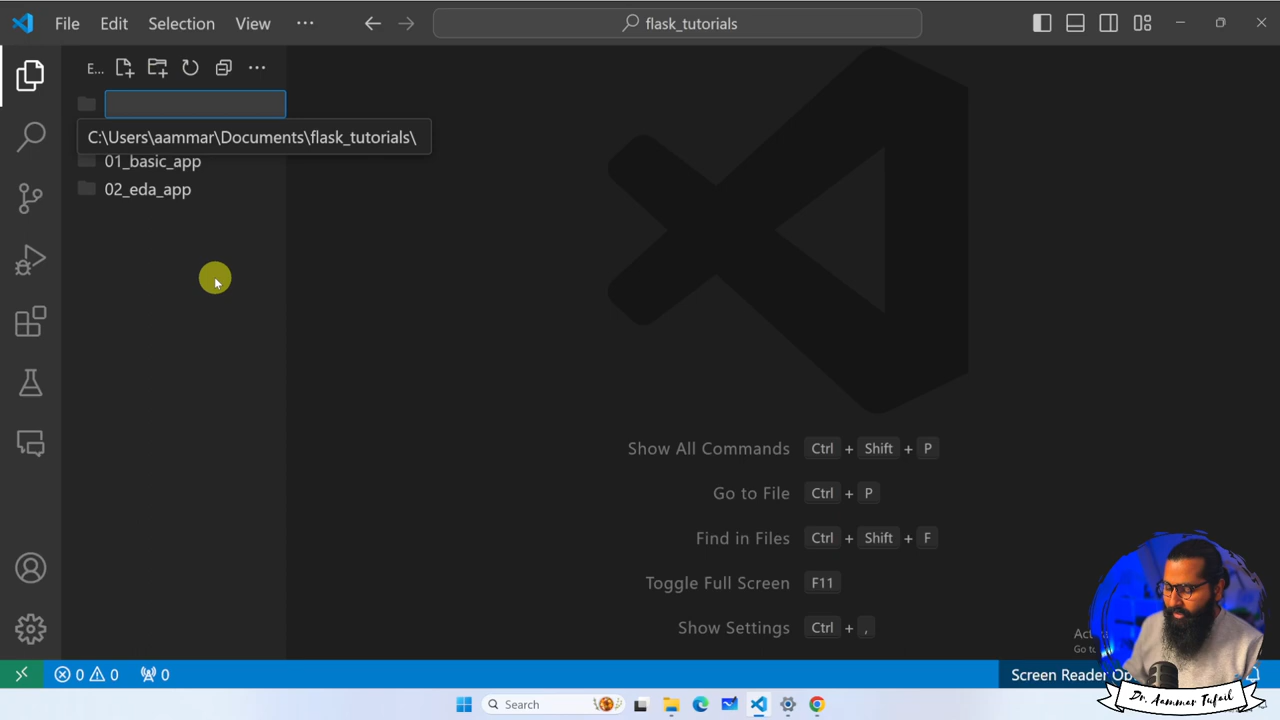 File Edit Selection View ··· flask_tutorials
E...
C:\Users\aammar\Documents\flask_tutorials\
01_basic_app
02_eda_app
Show All Commands Ctrl + Shift + P
Go to File Ctrl + P
Find in Files Ctrl + Shift + F
Toggle Full Screen F11
Show Settings Ctrl + ,
Go to
0 0 0 Screen Reader
Dr. Aammar Tufail
Search